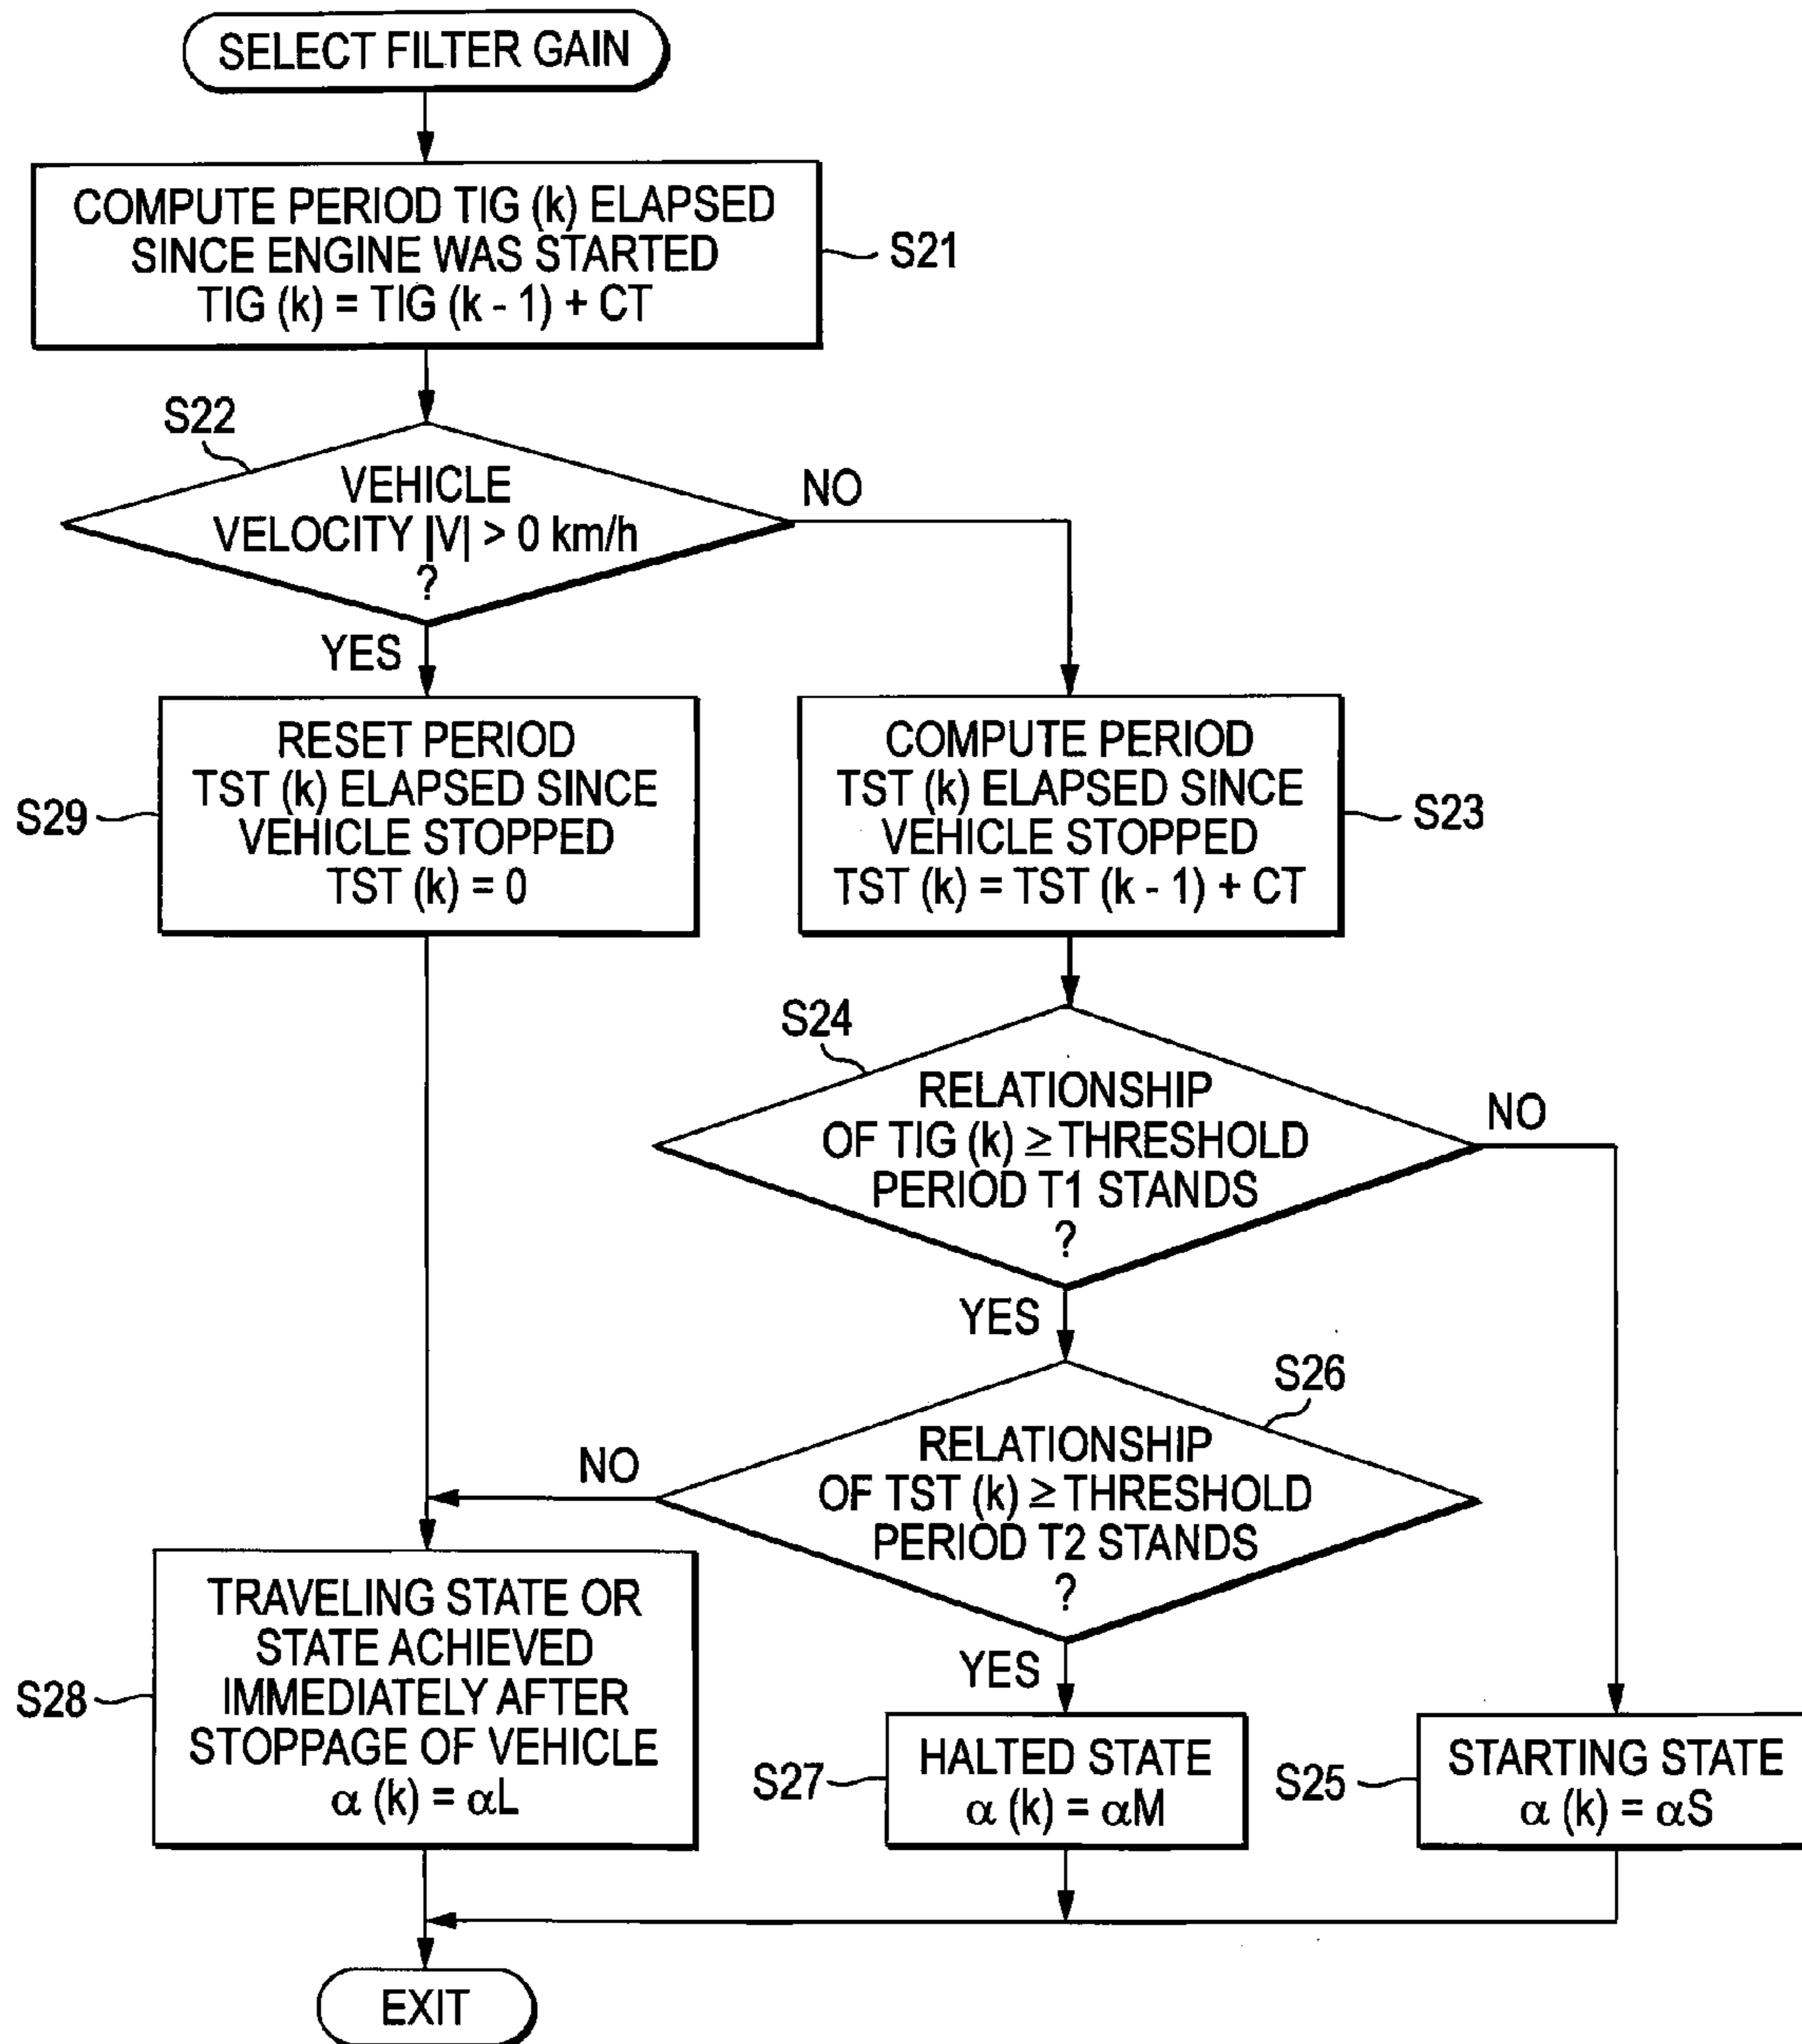 SELECT FILTER GAIN
COMPUTE PERIOD TIG (k) ELAPSED
SINCE ENGINE WAS STARTED
TIG (k) = TIG (k - 1) + CT
S21
S22
VEHICLE
VELOCITY |V| > 0 km/h
?
NO
YES
RESET PERIOD
TST (k) ELAPSED SINCE
VEHICLE STOPPED
TST (k) = 0
S29
COMPUTE PERIOD
TST (k) ELAPSED SINCE
VEHICLE STOPPED
TST (k) = TST (k - 1) + CT
S23
S24
RELATIONSHIP
OF TIG (k) ≥ THRESHOLD
PERIOD T1 STANDS
?
NO
YES
S26
RELATIONSHIP
OF TST (k) ≥ THRESHOLD
PERIOD T2 STANDS
?
NO
YES
TRAVELING STATE OR
STATE ACHIEVED
IMMEDIATELY AFTER
STOPPAGE OF VEHICLE
α (k) = αL
S28
HALTED STATE
α (k) = αM
S27
STARTING STATE
α (k) = αS
S25
EXIT